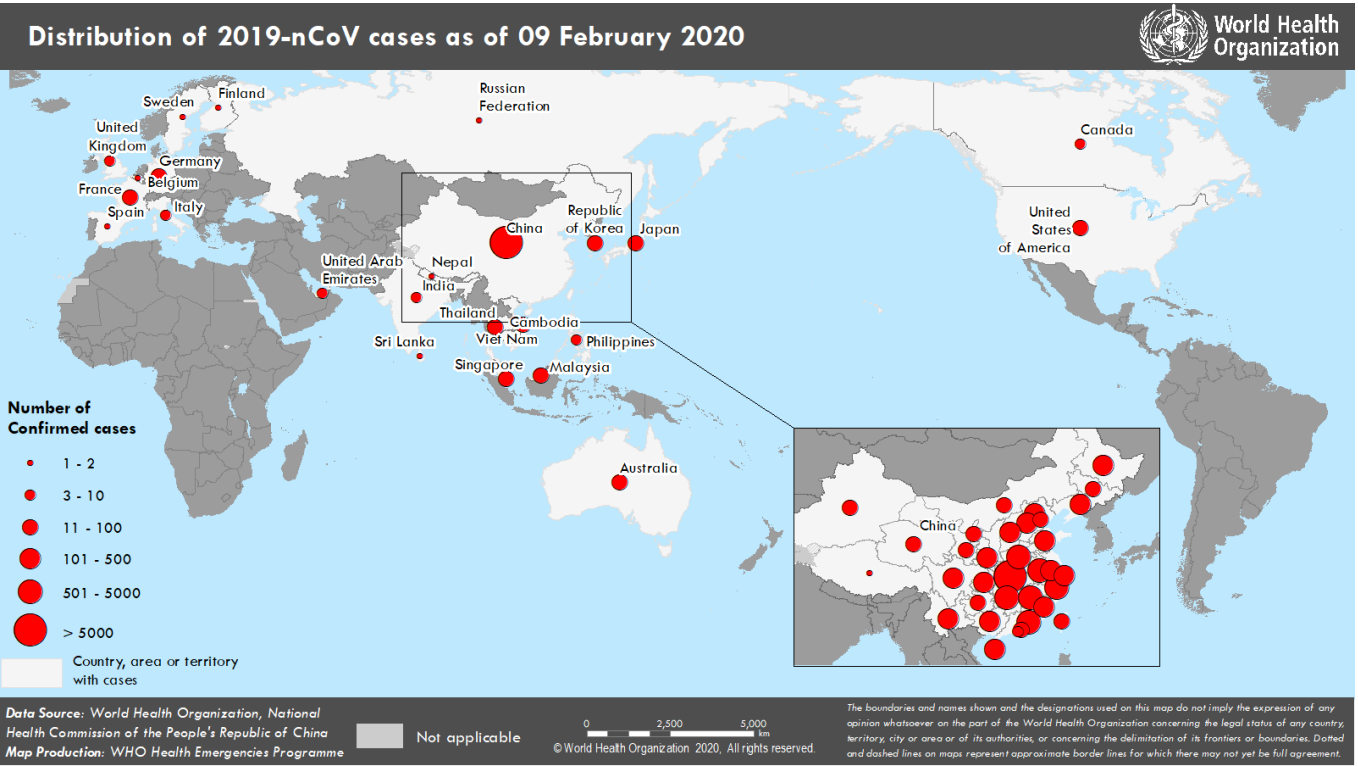 Distribution of 2019-nCoV cases as of 09 February 2020
World Health
Organization
Finland
Sweden
Russian
Federation
United
Kingdom
Germany
Belgium
France
Spain
Italy
Canada
United
States
of America
Republic
of Korea
Japan
China
Nepal
India
United Arab
Emirates
Thailand
Cambodia
Viet Nam
Philippines
Sri Lanka
Singapore
Malaysia
Australia
China
Number of
Confirmed cases
1 - 2
3 - 10
11 - 100
101 - 500
501 - 5000
> 5000
Country, area or territory
with cases
Data Source: World Health Organization, National
Health Commission of the People's Republic of China
Map Production: WHO Health Emergencies Programme
Not applicable
0 2,500 5,000
km
© World Health Organization 2020, All rights reserved.
The boundaries and names shown and the designations used on this map do not imply the expression of any
opinion whatsoever on the part of the World Health Organization concerning the legal status of any country,
territory, city or area or of its authorities, or concerning the delimitation of its frontiers or boundaries. Dotted
and dashed lines on maps represent approximate border lines for which there may not yet be full agreement.